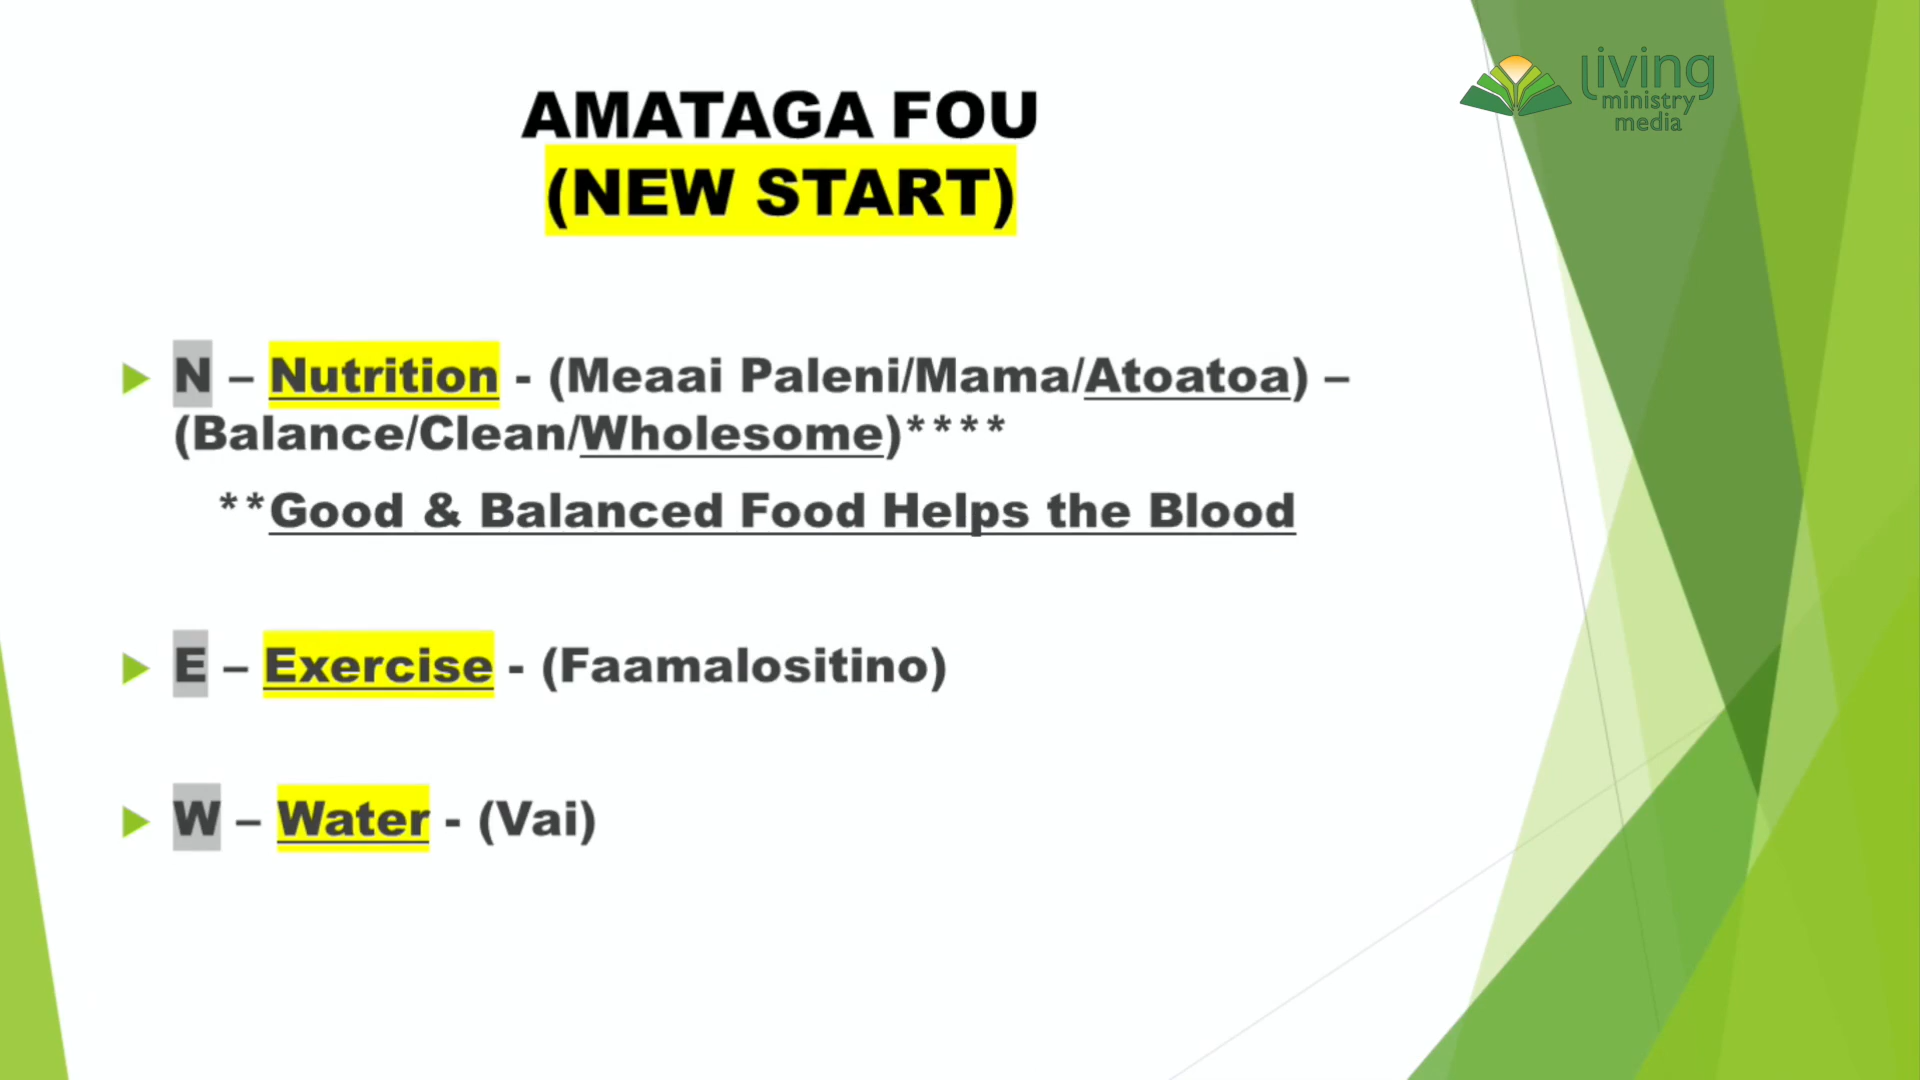 living
ministry
media
AMATAGA FOU
(NEW START)
N – Nutrition - (Meaai Paleni/Mama/Atoatoa) –
(Balance/Clean/Wholesome)****
**Good & Balanced Food Helps the Blood
E – Exercise - (Faamalositino)
W – Water - (Vai)